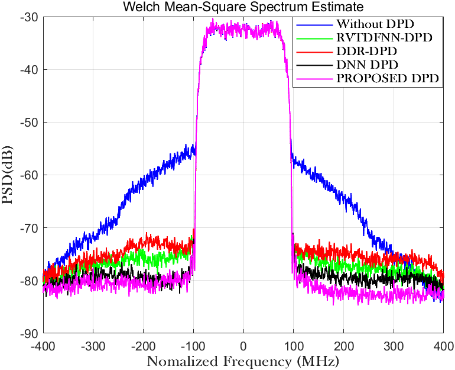 Welch Mean-Square Spectrum Estimate
-30
-40
-50
-60
-70
-80
-90
PSD(dB)
Without DPD
RVTDFNN-DPD
DDR-DPD
DNN DPD
PROPOSED DPD
-400 -300 -200 -100 0 100 200 300 400
Nomalized Frequency (MHz)